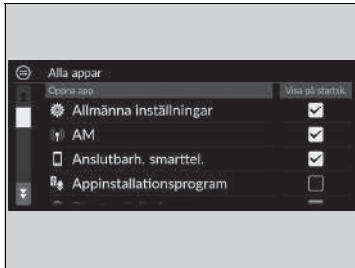 Alla appar
Öppna app Visa på startsk.
Allmänna inställningar
AM
Anslutbarh. smarttel.
Appinstallationsprogram